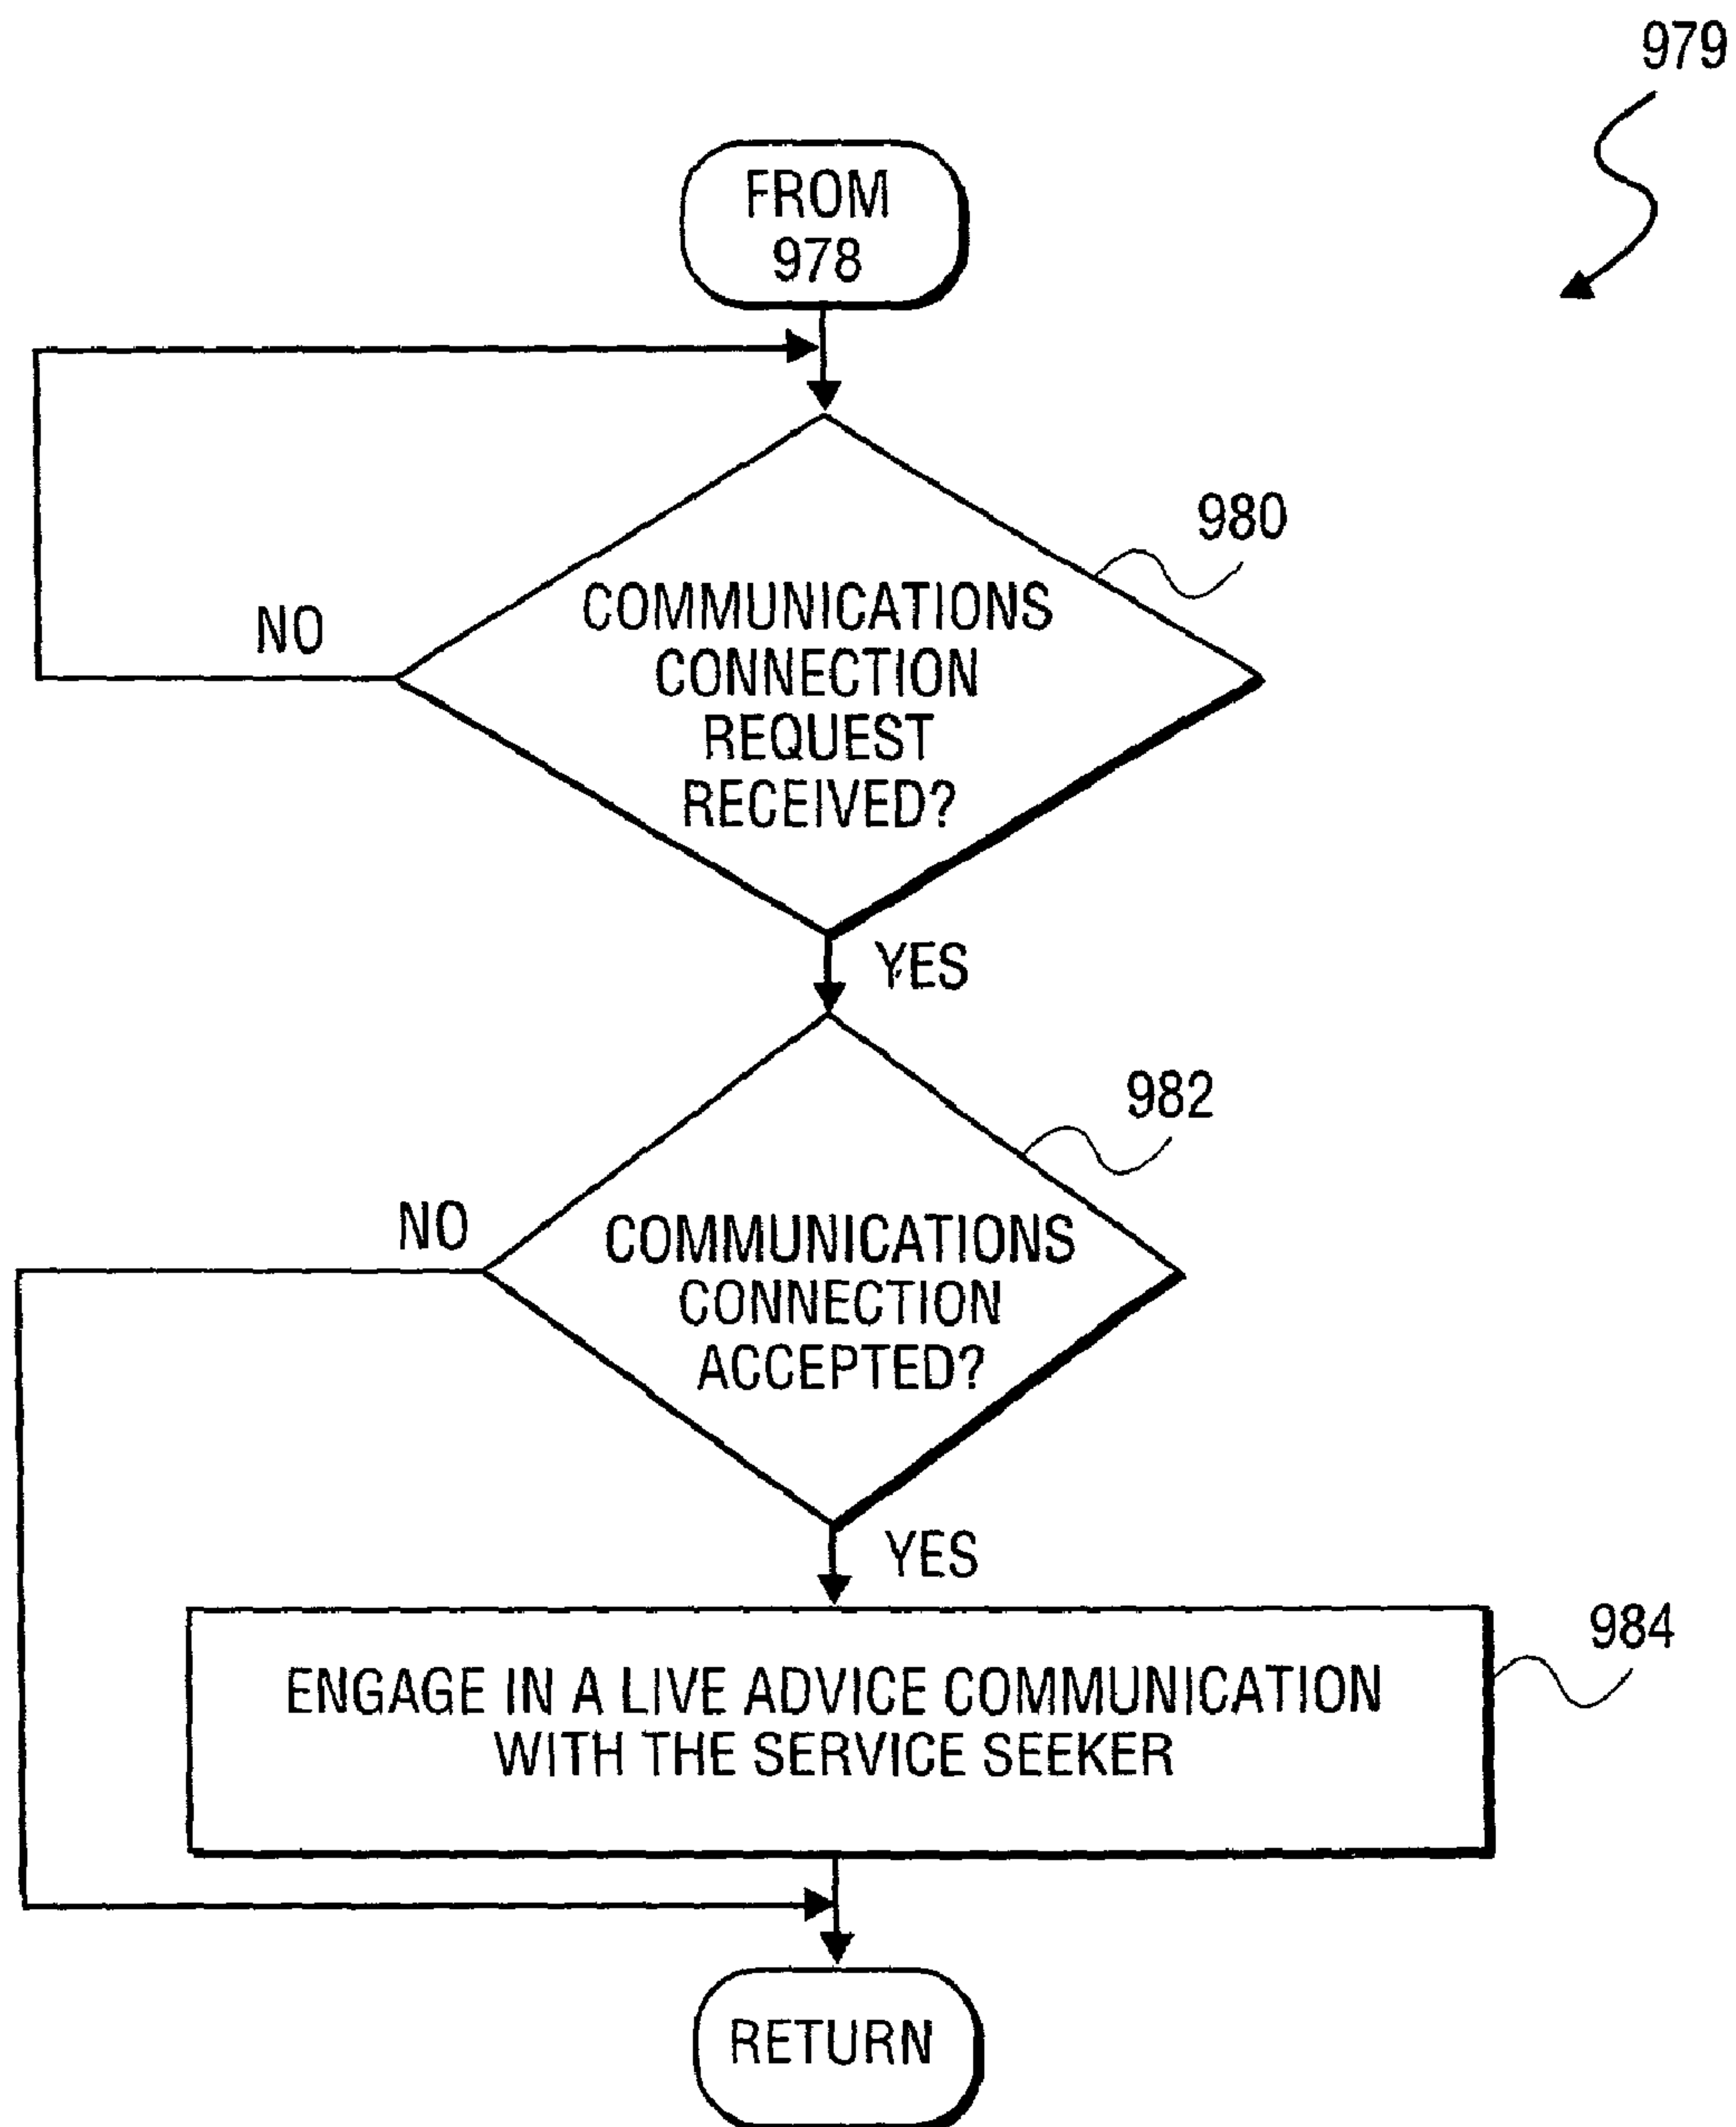 979
FROM
978
980
NO
COMMUNICATIONS
CONNECTION
REQUEST
RECEIVED?
YES
982
NO
COMMUNICATIONS
CONNECTION
ACCEPTED?
YES
984
ENGAGE IN A LIVE ADVICE COMMUNICATION
WITH THE SERVICE SEEKER
RETURN